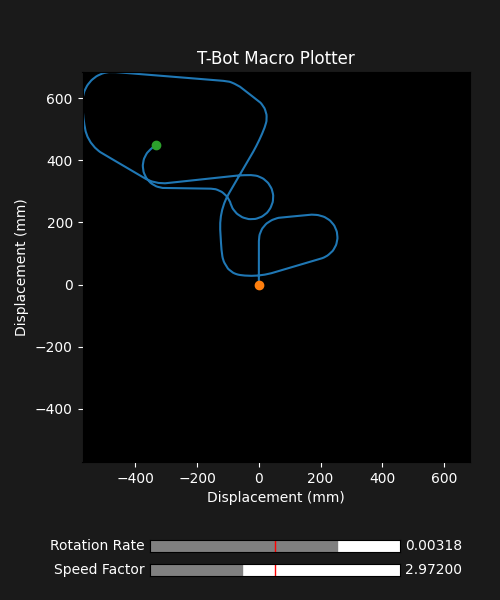 T-Bot Macro Plotter
Displacement (mm)
600
400
200
0
−200
−400
−400 −200 0 200 400 600
Displacement (mm)
Rotation Rate 0.00318
Speed Factor 2.97200